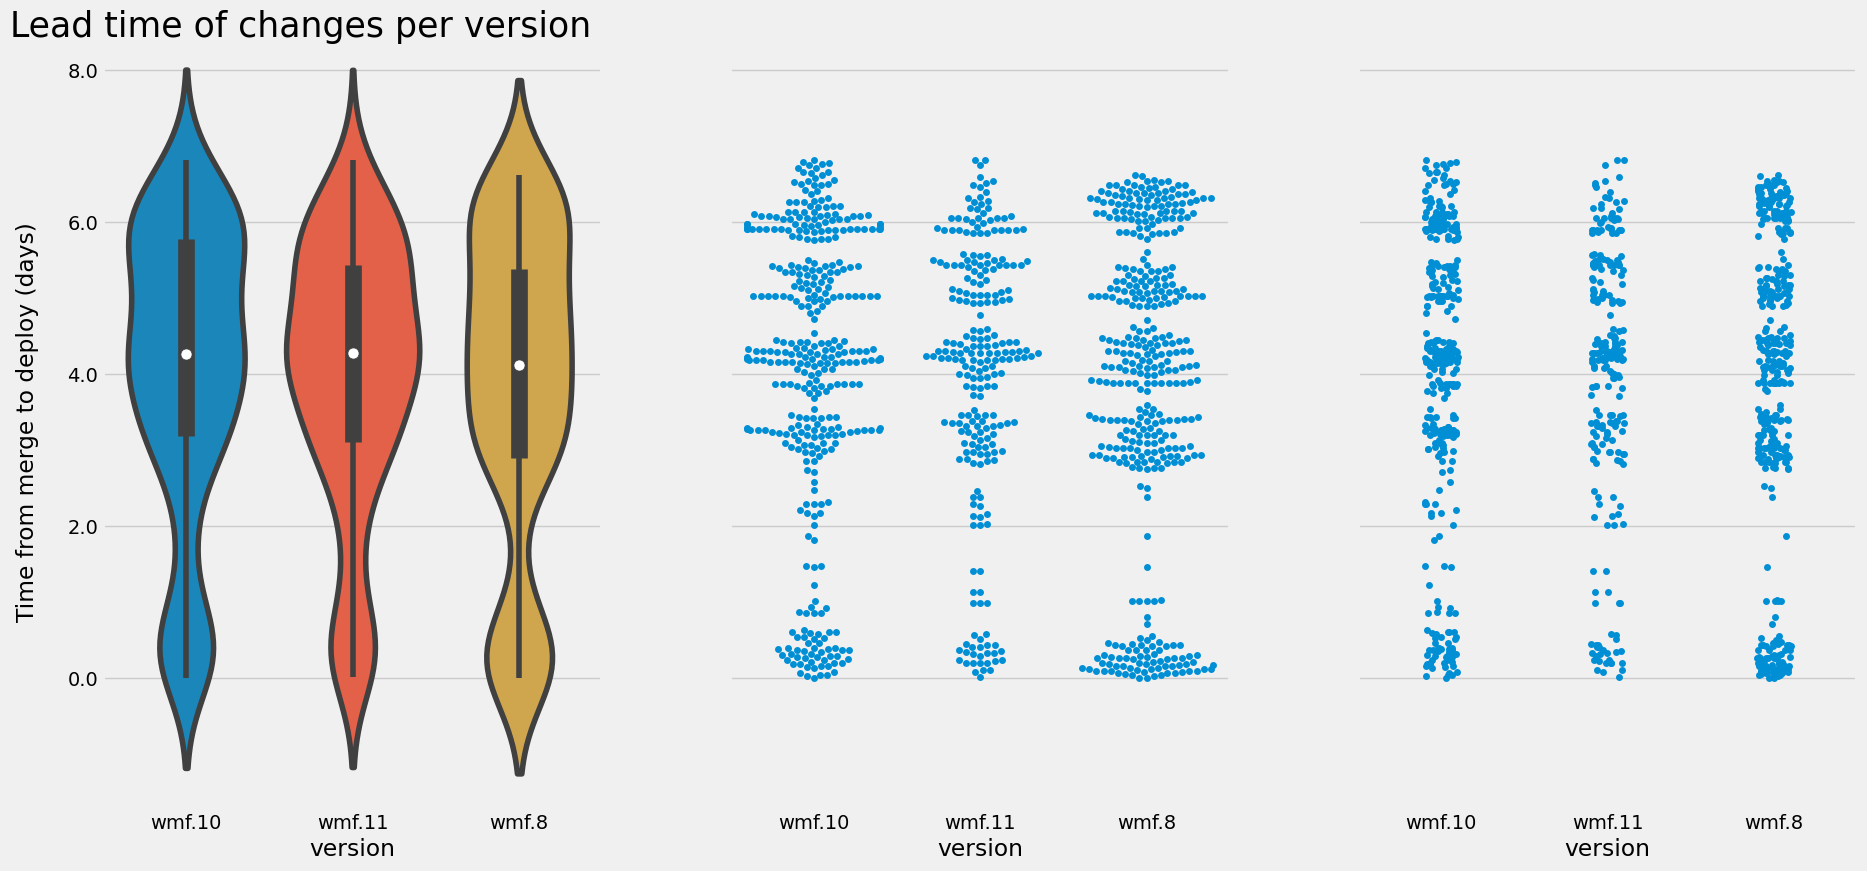 Lead time of changes per version
Time from merge to deploy (days)
8.0
6.0
4.0
2.0
0.0
wmf.10 wmf.11 wmf.8
version
wmf.10 wmf.11 wmf.8
version
wmf.10 wmf.11 wmf.8
version